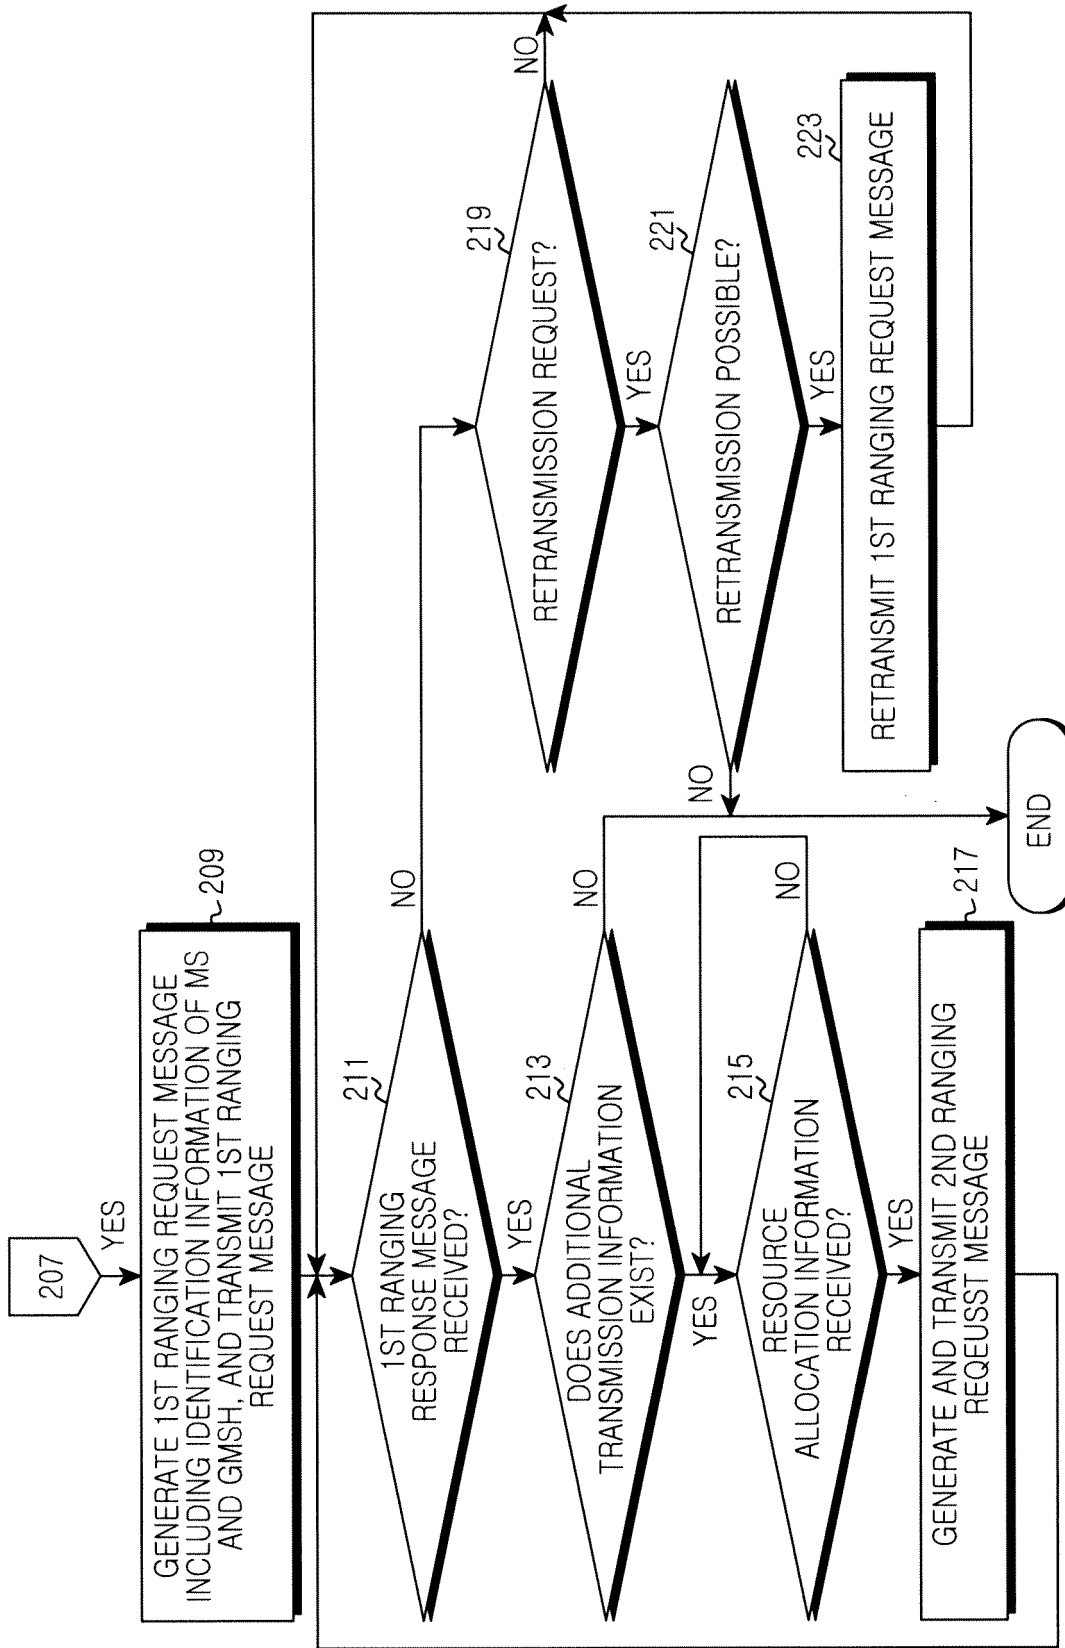 207
YES
209
GENERATE 1ST RANGING REQUEST MESSAGE
INCLUDING IDENTIFICATION INFORMATION OF MS
AND GMSH, AND TRANSMIT 1ST RANGING
REQUEST MESSAGE
211
1ST RANGING
RESPONSE MESSAGE
RECEIVED?
NO
YES
213
DOES ADDITIONAL
TRANSMISSION INFORMATION
EXIST?
NO
YES
215
RESOURCE
ALLOCATION INFORMATION
RECEIVED?
NO
YES
217
GENERATE AND TRANSMIT 2ND RANGING
REQEUSST MESSAGE
219
RETRANSMISSION REQUEST?
NO
YES
221
RETRANSMISSION POSSIBLE?
NO
YES
223
RETRANSMIT 1ST RANGING REQUEST MESSAGE
END